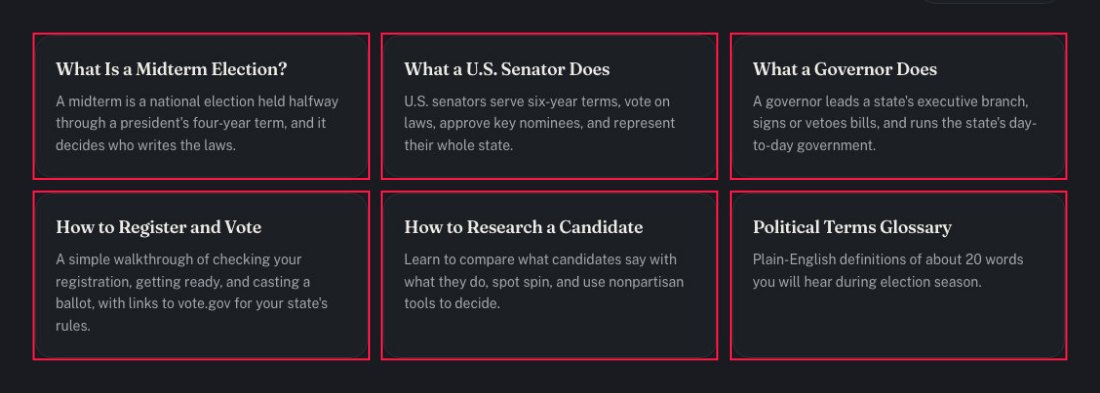 What Is a Midterm Election?
A midterm is a national election held halfway
through a president's four-year term, and it
decides who writes the laws.
What a U.S. Senator Does
U.S. senators serve six-year terms, vote on
laws, approve key nominees, and represent
their whole state.
What a Governor Does
A governor leads a state's executive branch,
signs or vetoes bills, and runs the state's day-
to-day government.
How to Register and Vote
A simple walkthrough of checking your
registration, getting ready, and casting a
ballot, with links to vote.gov for your state's
rules.
How to Research a Candidate
Learn to compare what candidates say with
what they do, spot spin, and use nonpartisan
tools to decide.
Political Terms Glossary
Plain-English definitions of about 20 words
you will hear during election season.